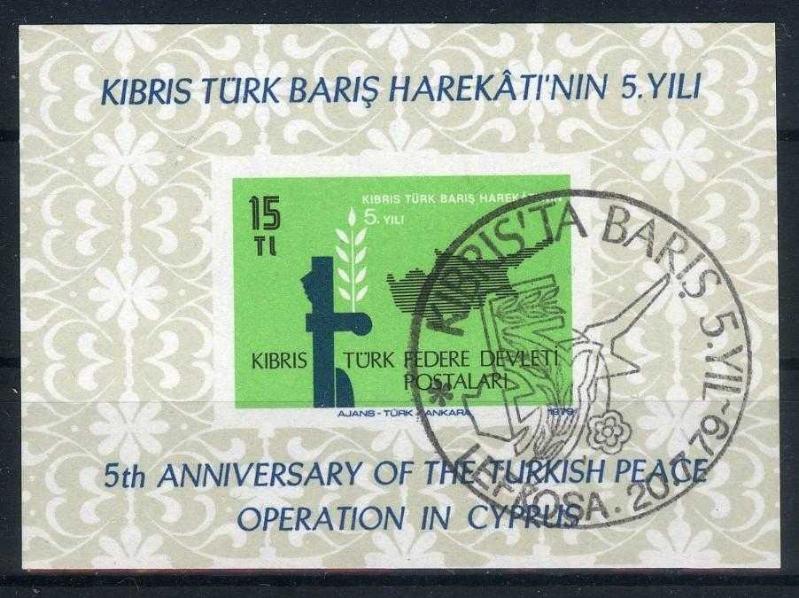 KIBRIS TÜRK BARIŞ HAREKÂTI'NIN 5.YILI
15
TL
KIBRIS TÜRK BARIŞ HAREKÂTI'NIN
5. YILI
KIBRIS TÜRK FEDERE DEVLETİ
POSTALARI
AJANS-TÜRK/ANKARA 1979
KIBRIS'TA BARIŞ 5.YIL
LEFKOŞA. 20.7.79
5th ANNIVERSARY OF THE TURKISH PEACE
OPERATION IN CYPRUS